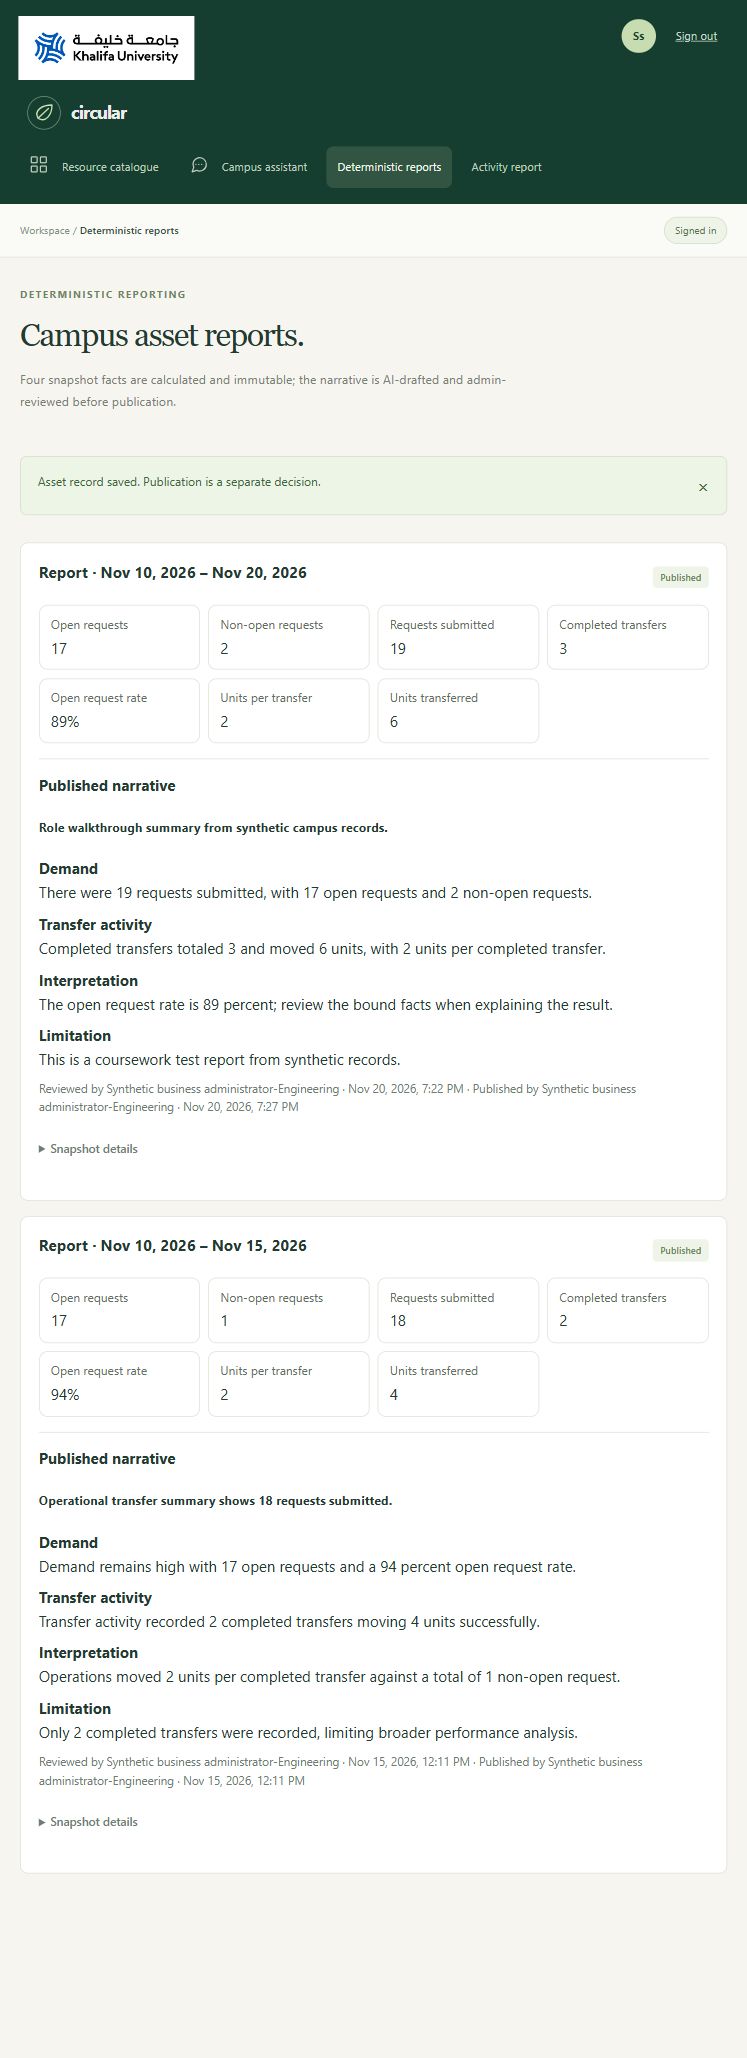 جامعة خليفة
Khalifa University
Ss
Sign out
circular
Resource catalogue
Campus assistant
Deterministic reports
Activity report
Workspace / Deterministic reports
Signed in
DETERMINISTIC REPORTING
Campus asset reports.
Four snapshot facts are calculated and immutable; the narrative is AI-drafted and admin-
reviewed before publication.
Asset record saved. Publication is a separate decision.
×
Report · Nov 10, 2026 – Nov 20, 2026
Published
Open requests
17
Non-open requests
2
Requests submitted
19
Completed transfers
3
Open request rate
89%
Units per transfer
2
Units transferred
6
Published narrative
Role walkthrough summary from synthetic campus records.
Demand
There were 19 requests submitted, with 17 open requests and 2 non-open requests.
Transfer activity
Completed transfers totaled 3 and moved 6 units, with 2 units per completed transfer.
Interpretation
The open request rate is 89 percent; review the bound facts when explaining the result.
Limitation
This is a coursework test report from synthetic records.
Reviewed by Synthetic business administrator-Engineering · Nov 20, 2026, 7:22 PM · Published by Synthetic business
administrator-Engineering · Nov 20, 2026, 7:27 PM
Snapshot details
Report · Nov 10, 2026 – Nov 15, 2026
Published
Open requests
17
Non-open requests
1
Requests submitted
18
Completed transfers
2
Open request rate
94%
Units per transfer
2
Units transferred
4
Published narrative
Operational transfer summary shows 18 requests submitted.
Demand
Demand remains high with 17 open requests and a 94 percent open request rate.
Transfer activity
Transfer activity recorded 2 completed transfers moving 4 units successfully.
Interpretation
Operations moved 2 units per completed transfer against a total of 1 non-open request.
Limitation
Only 2 completed transfers were recorded, limiting broader performance analysis.
Reviewed by Synthetic business administrator-Engineering · Nov 15, 2026, 12:11 PM · Published by Synthetic business
administrator-Engineering · Nov 15, 2026, 12:11 PM
Snapshot details